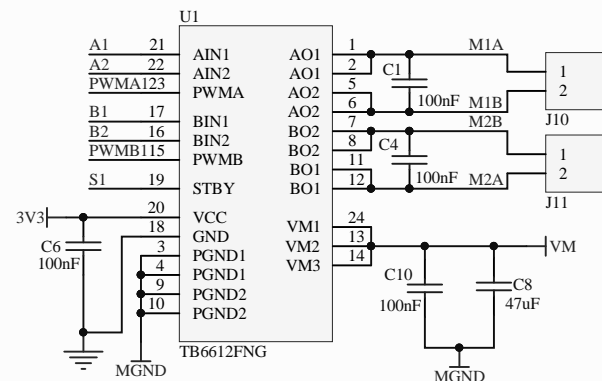 U1
A1 21 AIN1 AO1 1 M1A
A2 22 AIN2 AO1 2
PWMA1 23 PWMA AO2 5
AO2 6 M1B
C1
100nF
1
2
J10
B1 17 BIN1 BO2 7 M2B
B2 16 BIN2 BO2 8
PWMB1 15 PWMB BO1 11
S1 19 STBY BO1 12 M2A
C4
100nF
1
2
J11
3V3 20 VCC VM1 24
18 GND VM2 13 VM
3 PGND1 VM3 14
4 PGND1
9 PGND2
10 PGND2
C6
100nF
C10
100nF
C8
47uF
TB6612FNG
MGND
MGND